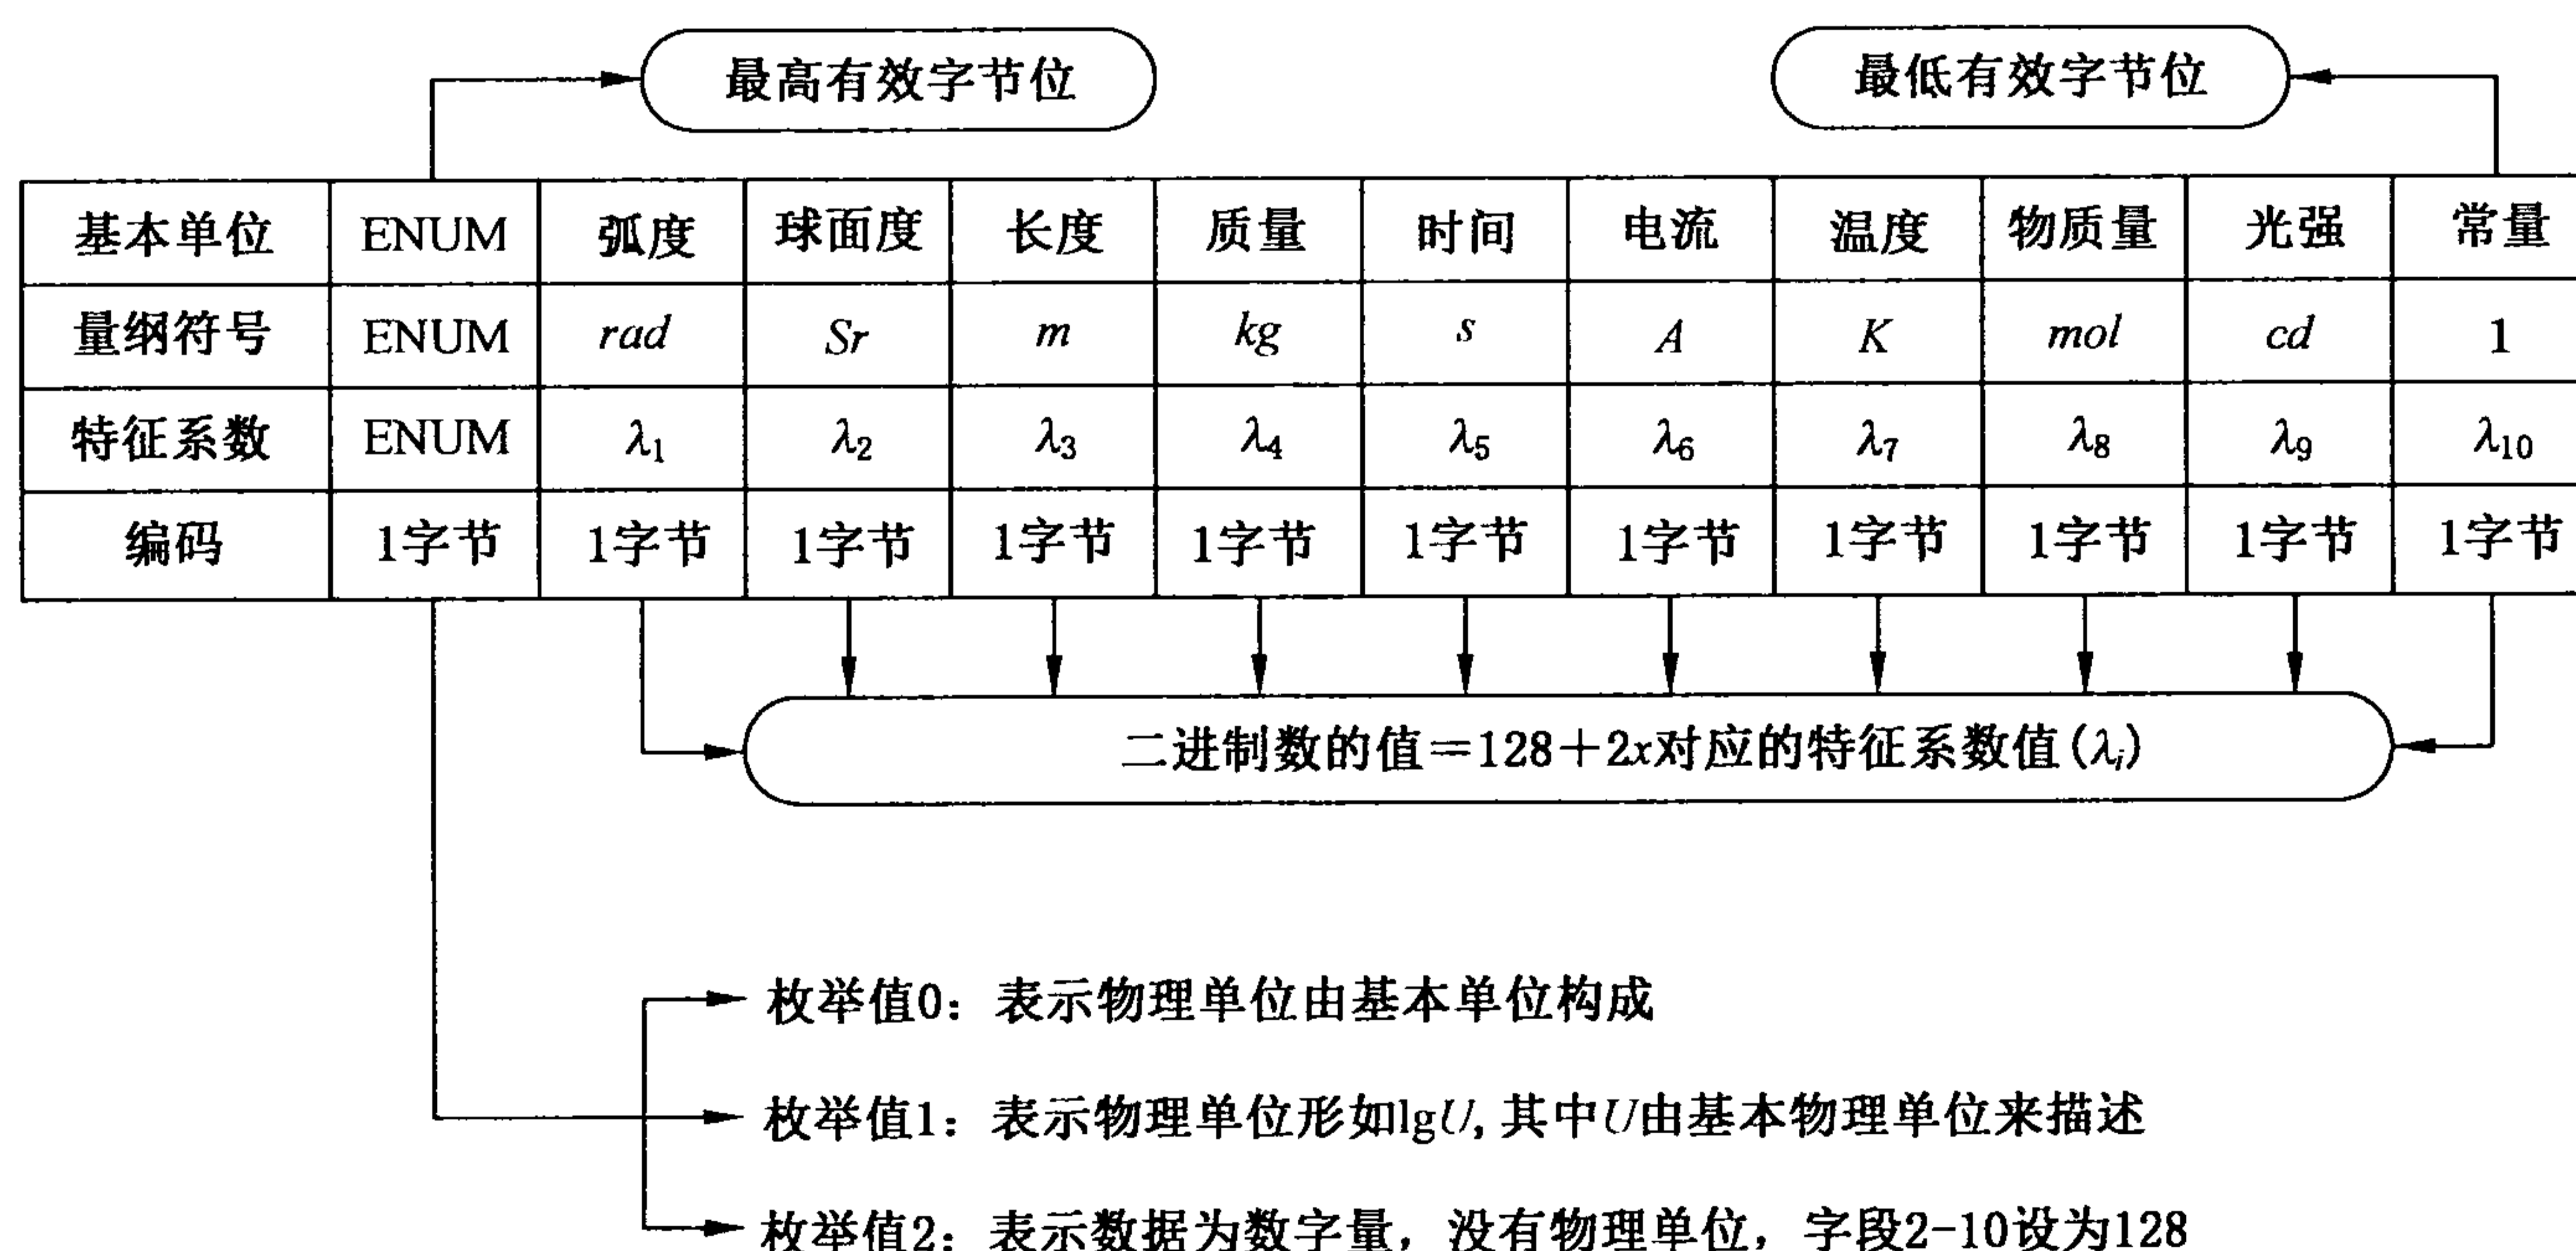 最高有效字节位
最低有效字节位
基本单位 ENUM 弧度 球面度 长度 质量 时间 电流 温度 物质量 光强 常量
量纲符号 ENUM rad Sr m kg s A K mol cd 1
特征系数 ENUM λ1 λ2 λ3 λ4 λ5 λ6 λ7 λ8 λ9 λ10
编码 1字节 1字节 1字节 1字节 1字节 1字节 1字节 1字节 1字节 1字节 1字节
二进制数的值=128+2x对应的特征系数值(λi)
枚举值0：表示物理单位由基本单位构成
枚举值1：表示物理单位形如lgU,其中U由基本物理单位来描述
枚举值2：表示数据为数字量，没有物理单位，字段2-10设为128